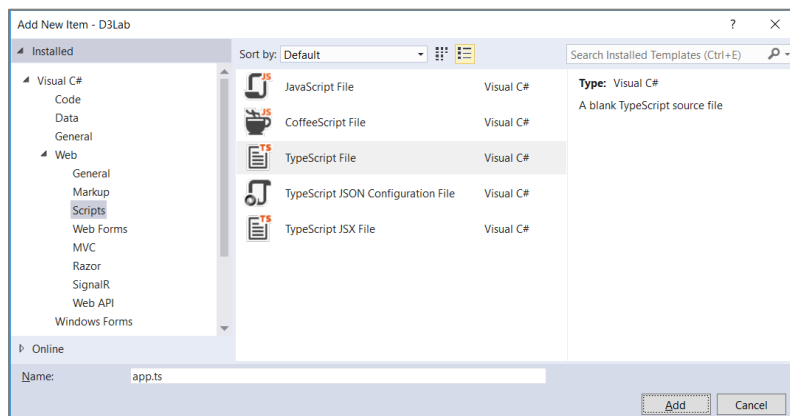 Add New Item - D3Lab
?
Installed
Sort by: Default
Search Installed Templates (Ctrl+E)
Visual C#
Code
Data
General
Web
General
Markup
Scripts
Web Forms
MVC
Razor
SignalR
Web API
Windows Forms
Online
JS
JavaScript File Visual C#
JS
CoffeeScript File Visual C#
TS
TypeScript File Visual C#
TypeScript JSON Configuration File Visual C#
TS
TypeScript JSX File Visual C#
Type: Visual C#
A blank TypeScript source file
Name: app.ts
Add Cancel